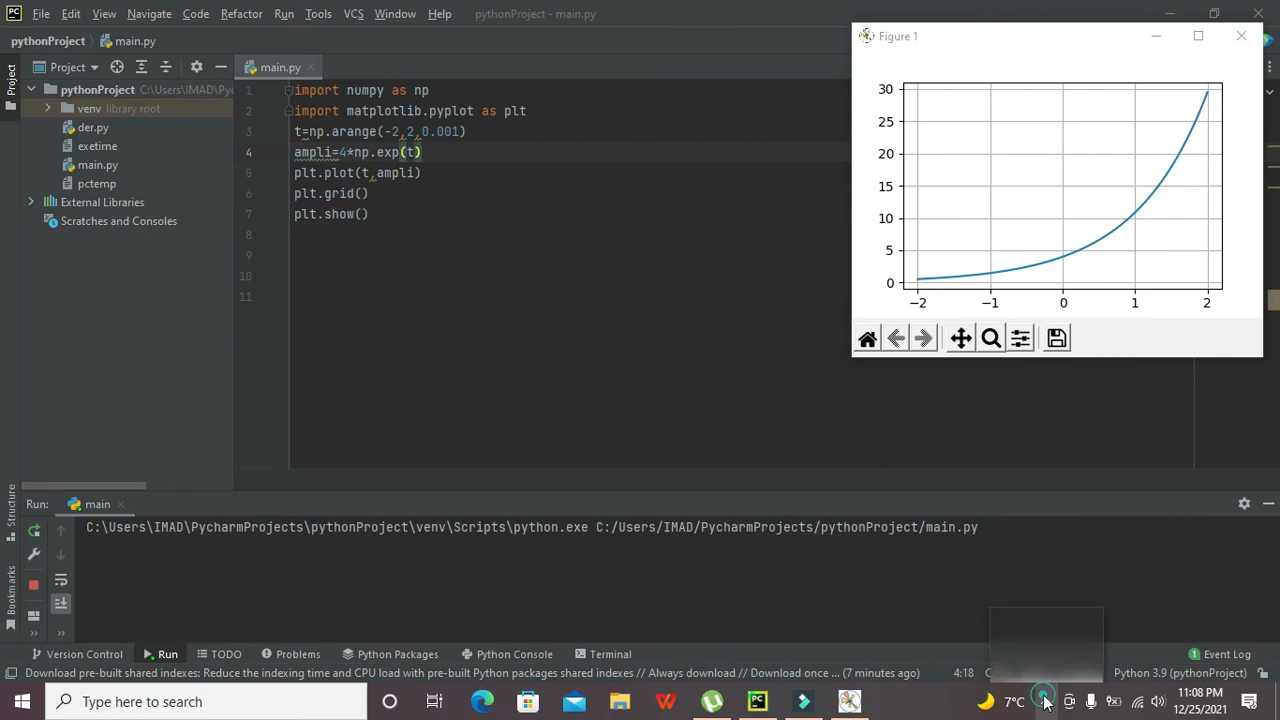 File Edit View Navigate Code Refactor Run Tools VCS Window Help pythonProject - main.py
pythonProject main.py
Figure 1
Project
Project
main.py
pythonProject C:\Users\IMAD\Pyc
venv library root
der.py
exetime
main.py
pctemp
External Libraries
Scratches and Consoles
1 import numpy as np
2 import matplotlib.pyplot as plt
3 t=np.arange(-2,2,0.001)
4 ampli=4*np.exp(t)
5 plt.plot(t,ampli)
6 plt.grid()
7 plt.show()
8
9
10
11
30
25
20
15
10
5
0
−2 −1 0 1 2
Structure
Bookmarks
Run: main
C:\Users\IMAD\PycharmProjects\pythonProject\venv\Scripts\python.exe C:/Users/IMAD/PycharmProjects/pythonProject/main.py
Version Control Run TODO Problems Python Packages Python Console Terminal 1 Event Log
Download pre-built shared indexes: Reduce the indexing time and CPU load with pre-built shared indexes // Always download // Download once ... (7 minutes ago) 4:18 Python 3.9 (pythonProject)
Type here to search
7°C
11:08 PM
12/25/2021